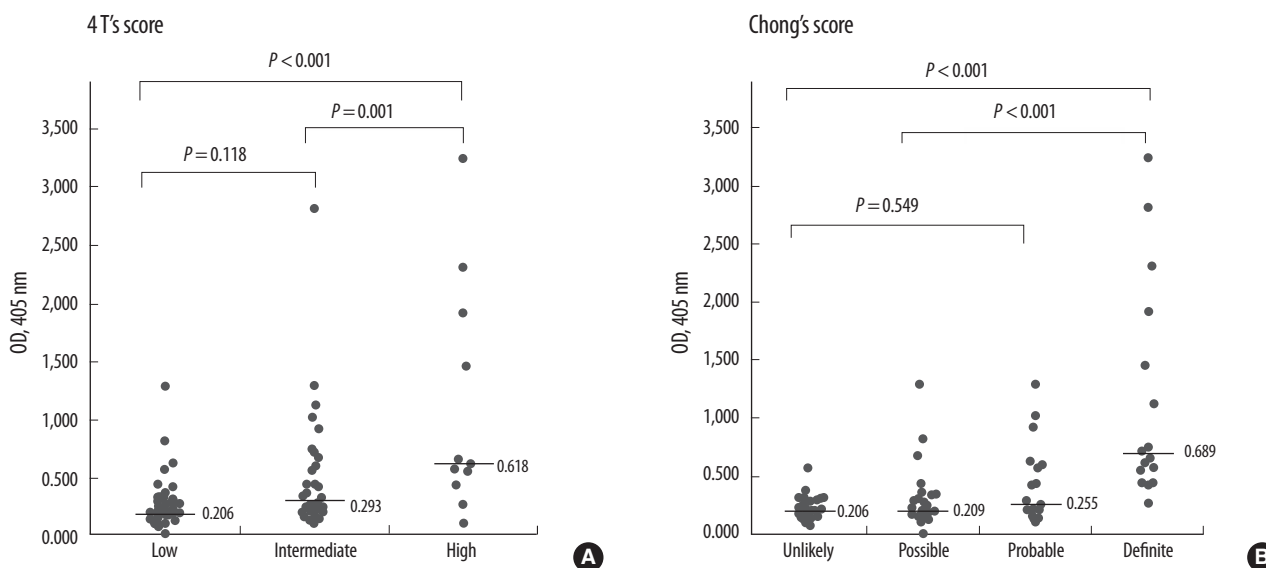 4 T's score
P < 0.001
P = 0.001
P = 0.118
3,500
3,000
2,500
2,000
1,500
1,000
0.500
0.000
OD, 405 nm
0.206
0.293
0.618
Low Intermediate High
A
Chong's score
P < 0.001
P < 0.001
P = 0.549
3,500
3,000
2,500
2,000
1,500
1,000
0.500
0.000
OD, 405 nm
0.206
0.209
0.255
0.689
Unlikely Possible Probable Definite
B